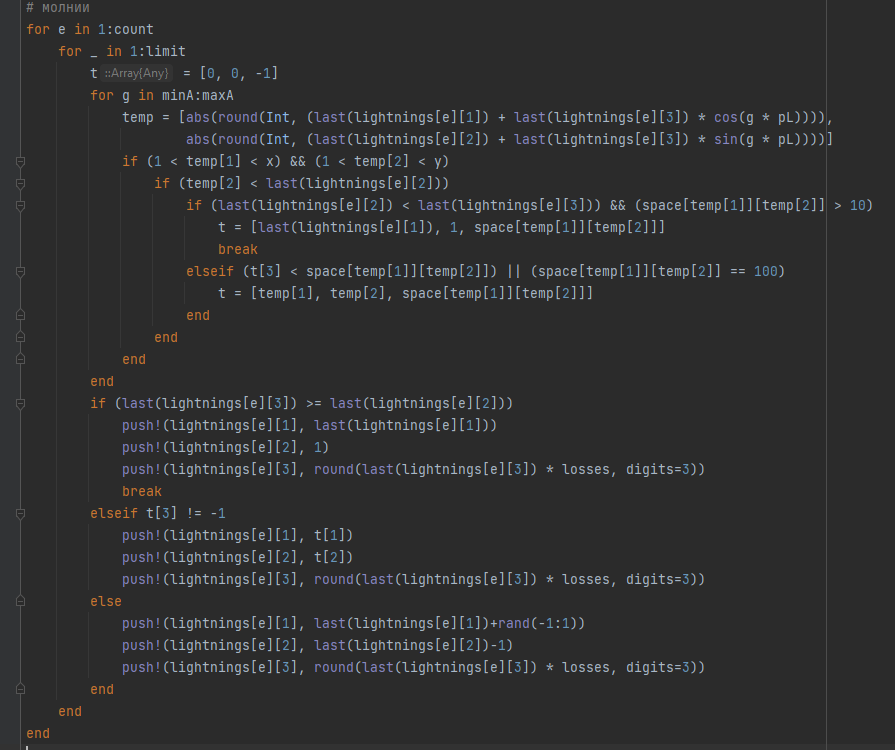 # молнии
for e in 1:count
    for _ in 1:limit
        t ::Array{Any} = [0, 0, -1]
        for g in minA:maxA
            temp = [abs(round(Int, (last(lightnings[e][1]) + last(lightnings[e][3]) * cos(g * pL)))),
                    abs(round(Int, (last(lightnings[e][2]) + last(lightnings[e][3]) * sin(g * pL))))]
            if (1 < temp[1] < x) && (1 < temp[2] < y)
                if (temp[2] < last(lightnings[e][2]))
                    if (last(lightnings[e][2]) < last(lightnings[e][3])) && (space[temp[1]][temp[2]] > 10)
                        t = [last(lightnings[e][1]), 1, space[temp[1]][temp[2]]]
                        break
                    elseif (t[3] < space[temp[1]][temp[2]]) || (space[temp[1]][temp[2]] == 100)
                        t = [temp[1], temp[2], space[temp[1]][temp[2]]]
                    end
                end
            end
        end
        if (last(lightnings[e][3]) >= last(lightnings[e][2]))
            push!(lightnings[e][1], last(lightnings[e][1]))
            push!(lightnings[e][2], 1)
            push!(lightnings[e][3], round(last(lightnings[e][3]) * losses, digits=3))
            break
        elseif t[3] != -1
            push!(lightnings[e][1], t[1])
            push!(lightnings[e][2], t[2])
            push!(lightnings[e][3], round(last(lightnings[e][3]) * losses, digits=3))
        else
            push!(lightnings[e][1], last(lightnings[e][1])+rand(-1:1))
            push!(lightnings[e][2], last(lightnings[e][2])-1)
            push!(lightnings[e][3], round(last(lightnings[e][3]) * losses, digits=3))
        end
    end
end